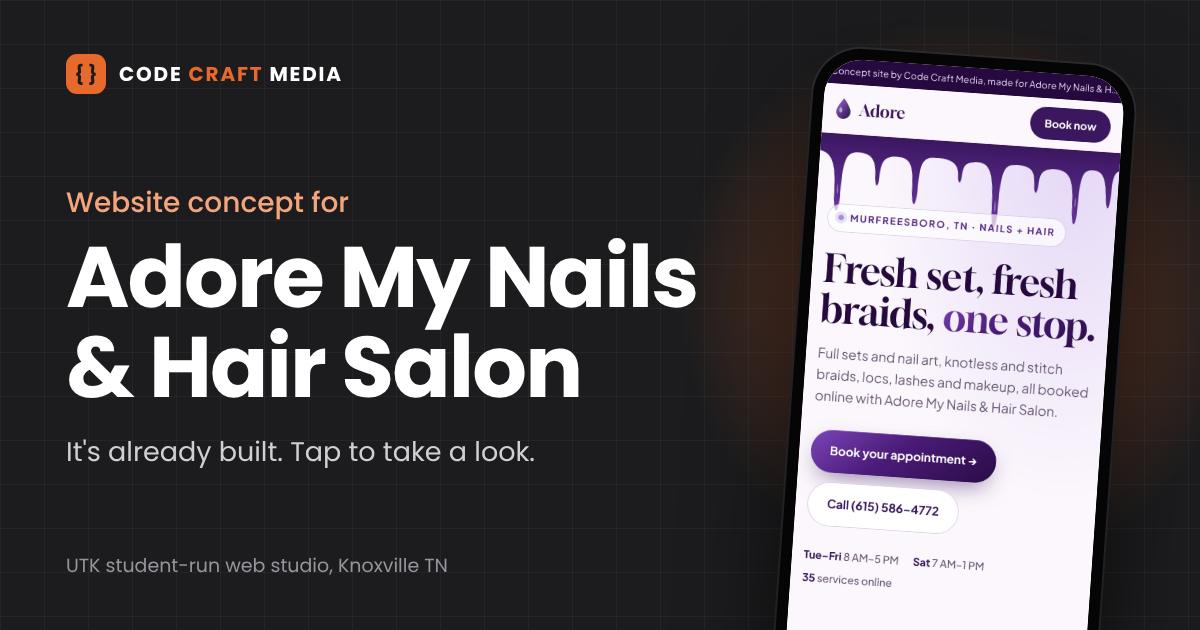 { } CODE CRAFT MEDIA
Website concept for
Adore My Nails
& Hair Salon
It's already built. Tap to take a look.
UTK student-run web studio, Knoxville TN
Concept site by Code Craft Media, made for Adore My Nails & H...
Adore
Book now
MURFREESBORO, TN · NAILS + HAIR
Fresh set, fresh
braids, one stop.
Full sets and nail art, knotless and stitch
braids, locs, lashes and makeup, all booked
online with Adore My Nails & Hair Salon.
Book your appointment →
Call (615) 586-4772
Tue–Fri 8 AM–5 PM Sat 7 AM–1 PM
35 services online